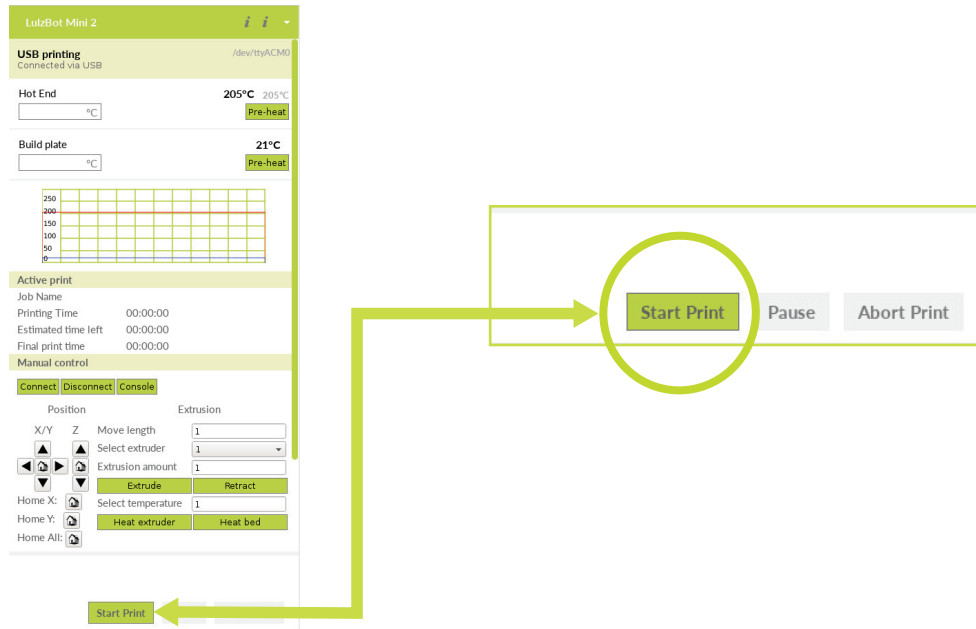 LulzBot Mini 2 i i
USB printing /dev/ttyACM0
Connected via USB
Hot End 205°C 205°C
°C Pre-heat
Build plate 21°C
°C Pre-heat
250
200
150
100
50
0
Active print
Job Name
Printing Time 00:00:00
Estimated time left 00:00:00
Final print time 00:00:00
Manual control
Connect Disconnect Console
Position Extrusion
X/Y Z Move length 1
Select extruder 1
Extrusion amount 1
Extrude Retract
Home X: Select temperature 1
Home Y: Heat extruder Heat bed
Home All:
Start Print
Start Print Pause Abort Print